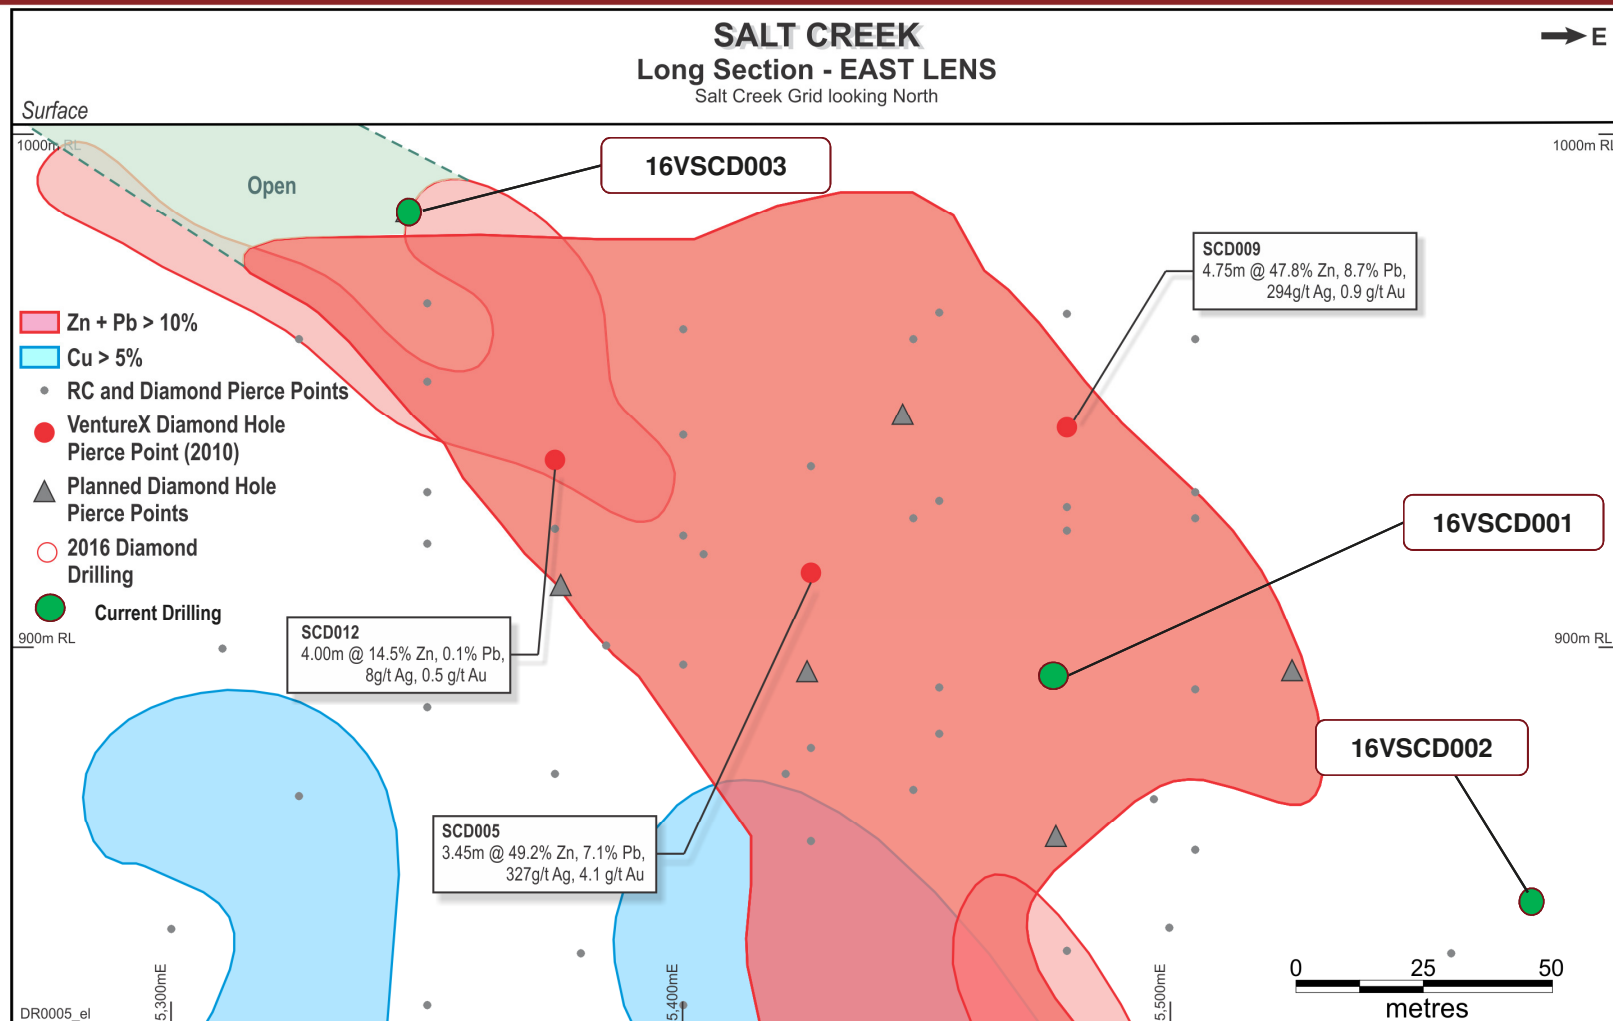 SALT CREEK
Long Section - EAST LENS
Salt Creek Grid looking North
E
Surface
1000m RL
1000m RL
Open
16VSCD003
SCD009
4.75m @ 47.8% Zn, 8.7% Pb,
294g/t Ag, 0.9 g/t Au
Zn + Pb > 10%
Cu > 5%
RC and Diamond Pierce Points
VentureX Diamond Hole
Pierce Point (2010)
Planned Diamond Hole
Pierce Points
2016 Diamond
Drilling
Current Drilling
16VSCD001
900m RL
900m RL
SCD012
4.00m @ 14.5% Zn, 0.1% Pb,
8g/t Ag, 0.5 g/t Au
16VSCD002
SCD005
3.45m @ 49.2% Zn, 7.1% Pb,
327g/t Ag, 4.1 g/t Au
5,300mE
5,400mE
5,500mE
0 25 50
metres
DR0005_el